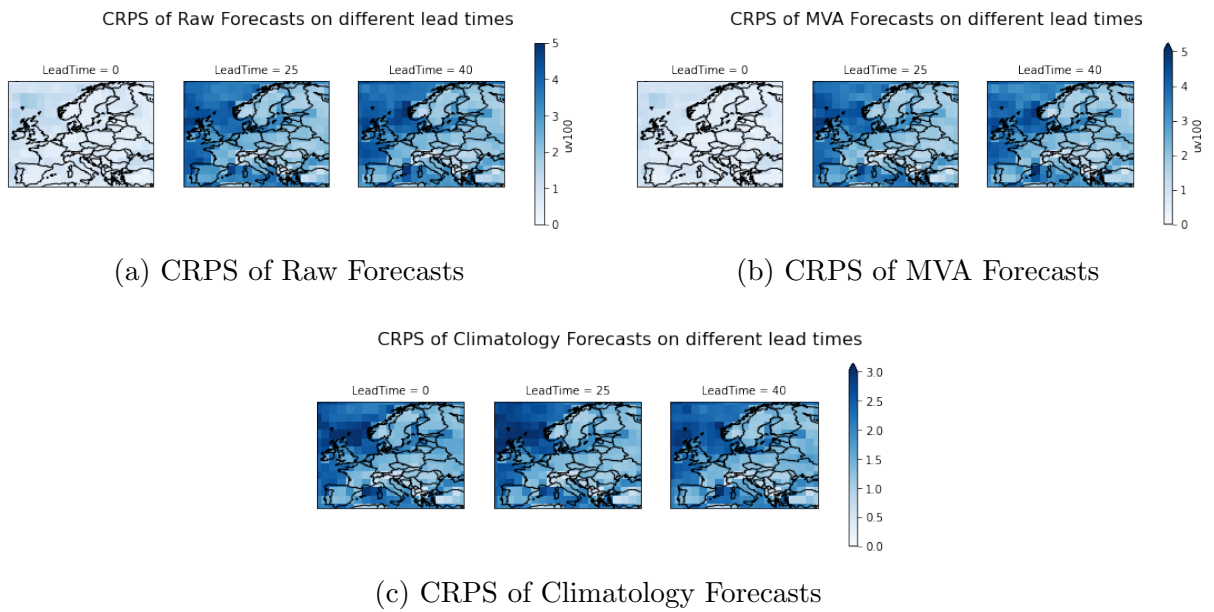 CRPS of Raw Forecasts on different lead times
LeadTime = 0
LeadTime = 25
LeadTime = 40
5
4
3
2
1
0
uv100
(a) CRPS of Raw Forecasts
CRPS of MVA Forecasts on different lead times
LeadTime = 0
LeadTime = 25
LeadTime = 40
5
4
3
2
1
0
uv100
(b) CRPS of MVA Forecasts
CRPS of Climatology Forecasts on different lead times
LeadTime = 0
LeadTime = 25
LeadTime = 40
3.0
2.5
2.0
1.5
1.0
0.5
0.0
(c) CRPS of Climatology Forecasts